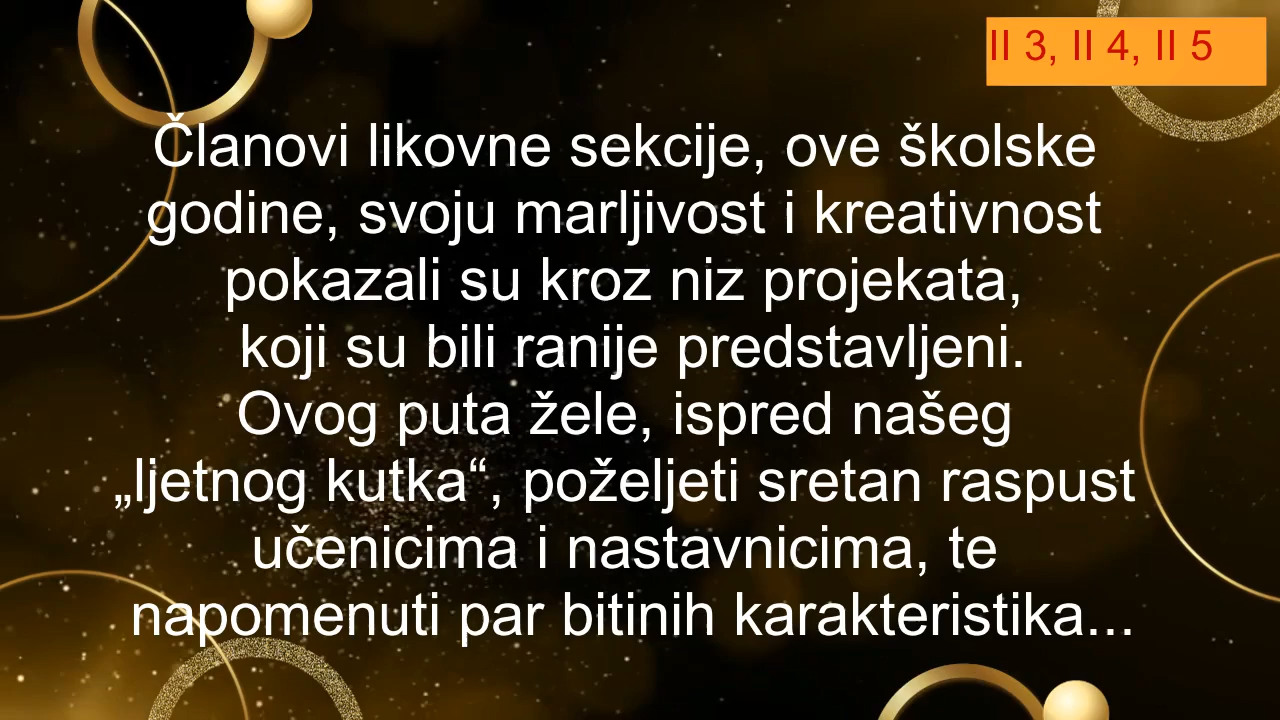 II 3, II 4, II 5
Članovi likovne sekcije, ove školske
godine, svoju marljivost i kreativnost
pokazali su kroz niz projekata,
koji su bili ranije predstavljeni.
Ovog puta žele, ispred našeg
„ljetnog kutka“, poželjeti sretan raspust
učenicima i nastavnicima, te
napomenuti par bitinih karakteristika...